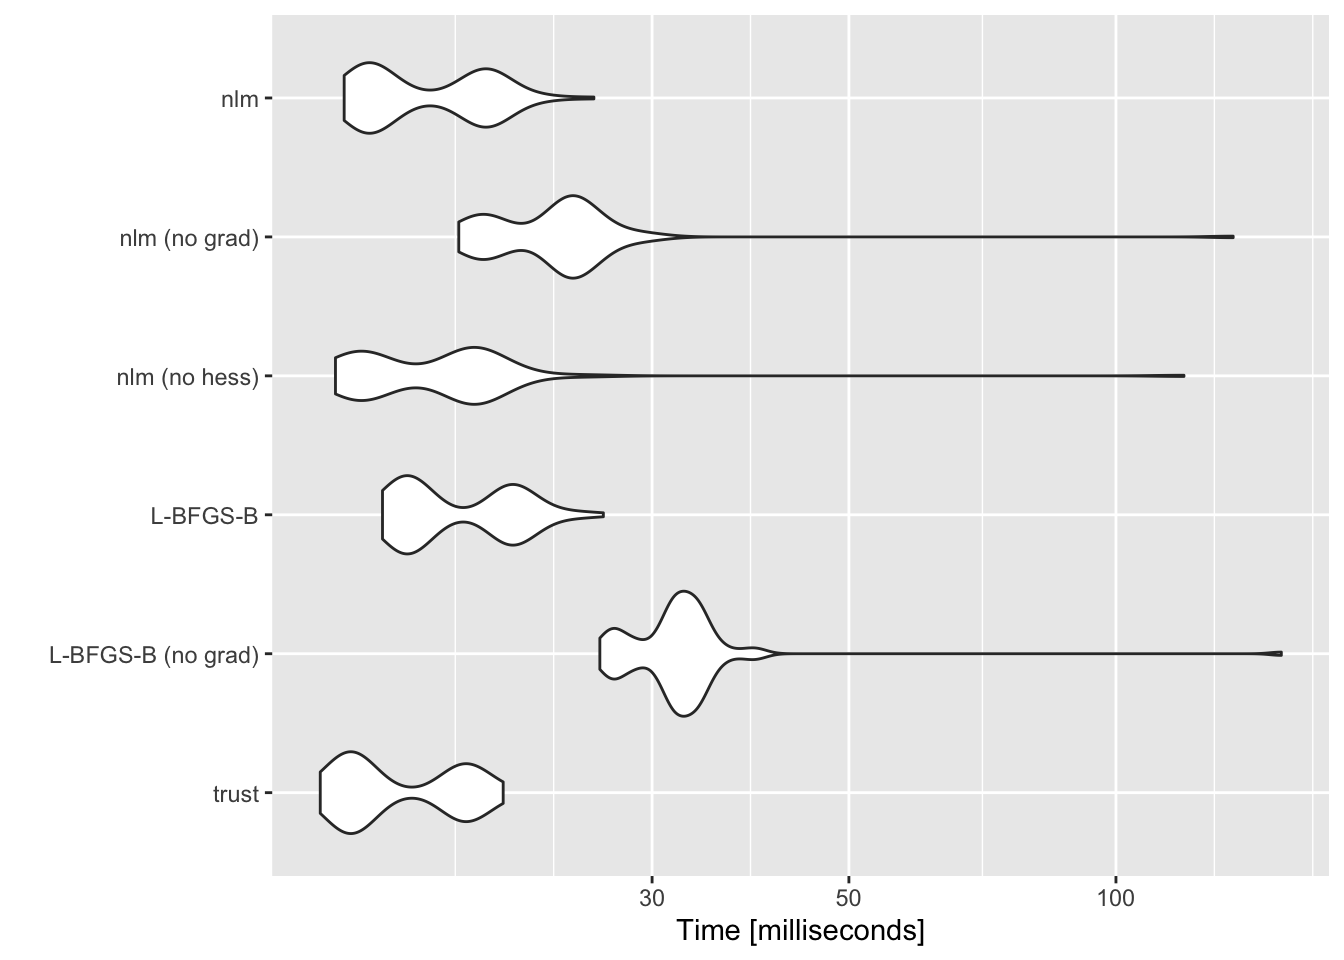 nlm
nlm (no grad)
nlm (no hess)
L-BFGS-B
L-BFGS-B (no grad)
trust
30 50 100
Time [milliseconds]